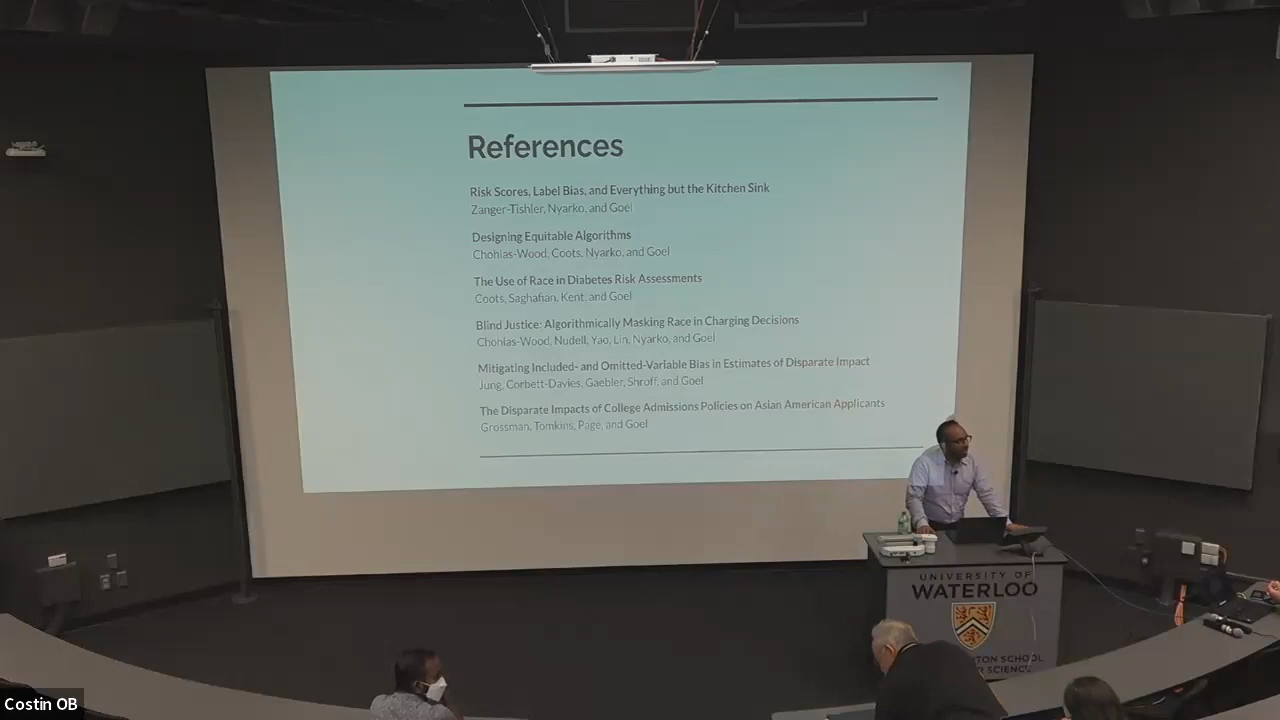 References
Risk Scores, Label Bias, and Everything but the Kitchen Sink
Zanger-Tishler, Nyarko, and Goel
Designing Equitable Algorithms
Chohlas-Wood, Coots, Nyarko, and Goel
The Use of Race in Diabetes Risk Assessments
Coots, Saghafian, Kent, and Goel
Blind Justice: Algorithmically Masking Race in Charging Decisions
Chohlas-Wood, Nudell, Yao, Lin, Nyarko, and Goel
Mitigating Included- and Omitted-Variable Bias in Estimates of Disparate Impact
Jung, Corbett-Davies, Gaebler, Shroff, and Goel
The Disparate Impacts of College Admissions Policies on Asian American Applicants
Grossman, Tomkins, Page, and Goel
UNIVERSITY OF
WATERLOO
TON SCHOOL
R SCIENCE
Costin OB